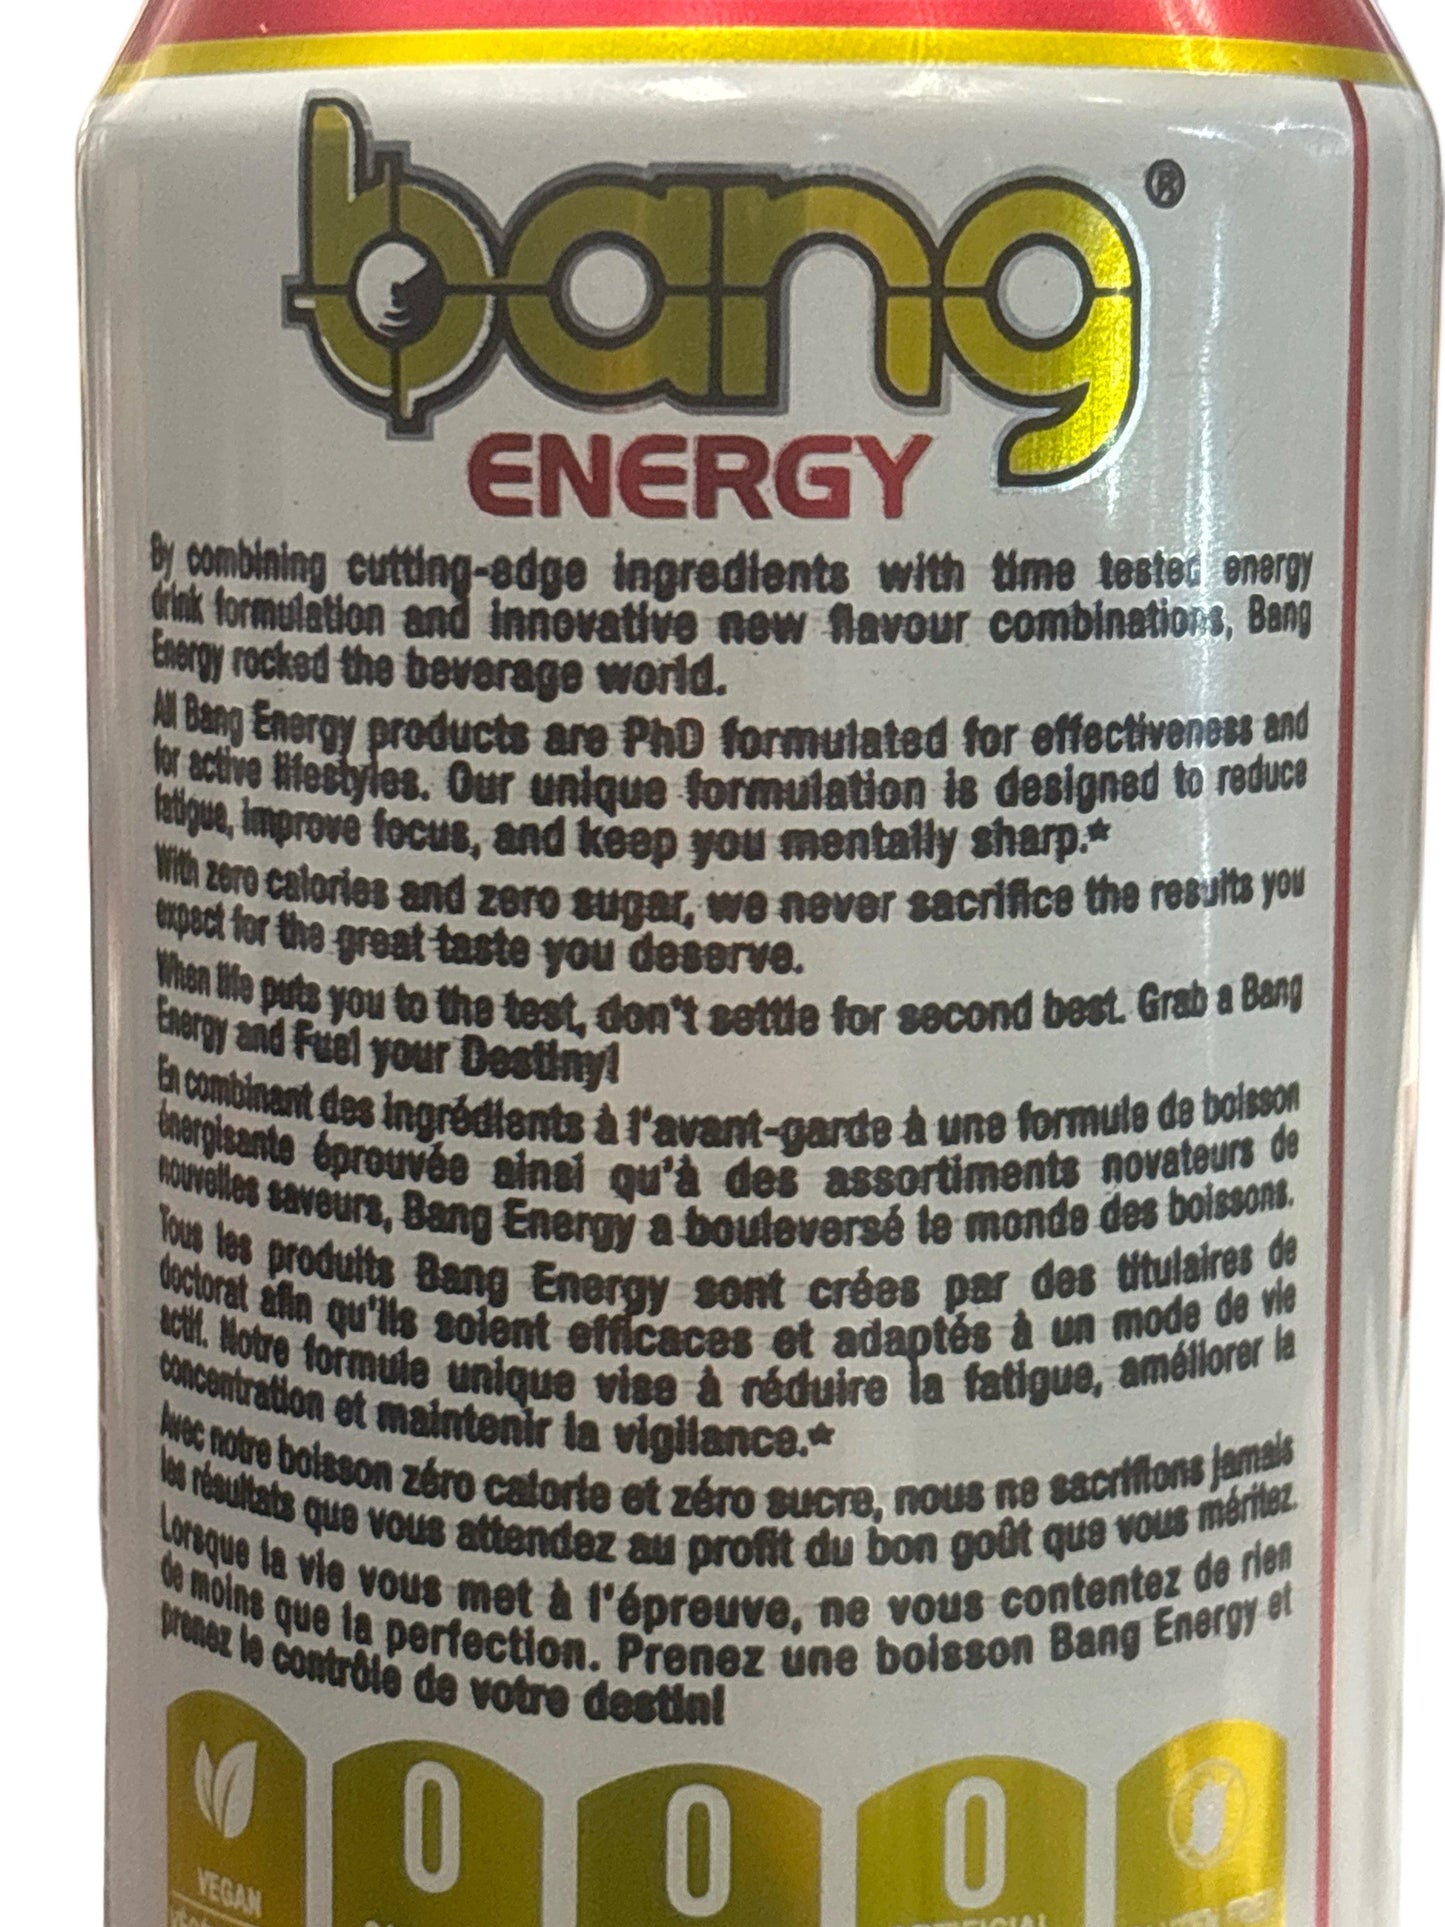 bang®
ENERGY
By combining cutting-edge ingredients with time tested energy
drink formulation and innovative new flavour combinations, Bang
Energy rocked the beverage world.
All Bang Energy products are PhD formulated for effectiveness and
for active lifestyles. Our unique formulation is designed to reduce
fatigue, improve focus, and keep you mentally sharp.*
With zero calories and zero sugar, we never sacrifice the results you
expect for the great taste you deserve.
When life puts you to the test, don't settle for second best. Grab a Bang
Energy and Fuel your Destiny!
En combinant des ingrédients à l'avant-garde à une formule de boisson
énergisante éprouvée ainsi qu'à des assortiments novateurs de
nouvelles saveurs, Bang Energy a bouleversé le monde des boissons.
Tous les produits Bang Energy sont crées par des titulaires de
doctorat afin qu'ils soient efficaces et adaptés à un mode de vie
actif. Notre formule unique vise à réduire la fatigue, améliorer la
concentration et maintenir la vigilance.*
Avec notre boisson zéro calorie et zéro sucre, nous ne sacrifions jamais
les résultats que vous attendez au profit du bon goût que vous méritez.
Lorsque la vie vous met à l'épreuve, ne vous contentez de rien
de moins que la perfection. Prenez une boisson Bang Energy et
prenez le contrôle de votre destin!
0 0 0
VEGAN